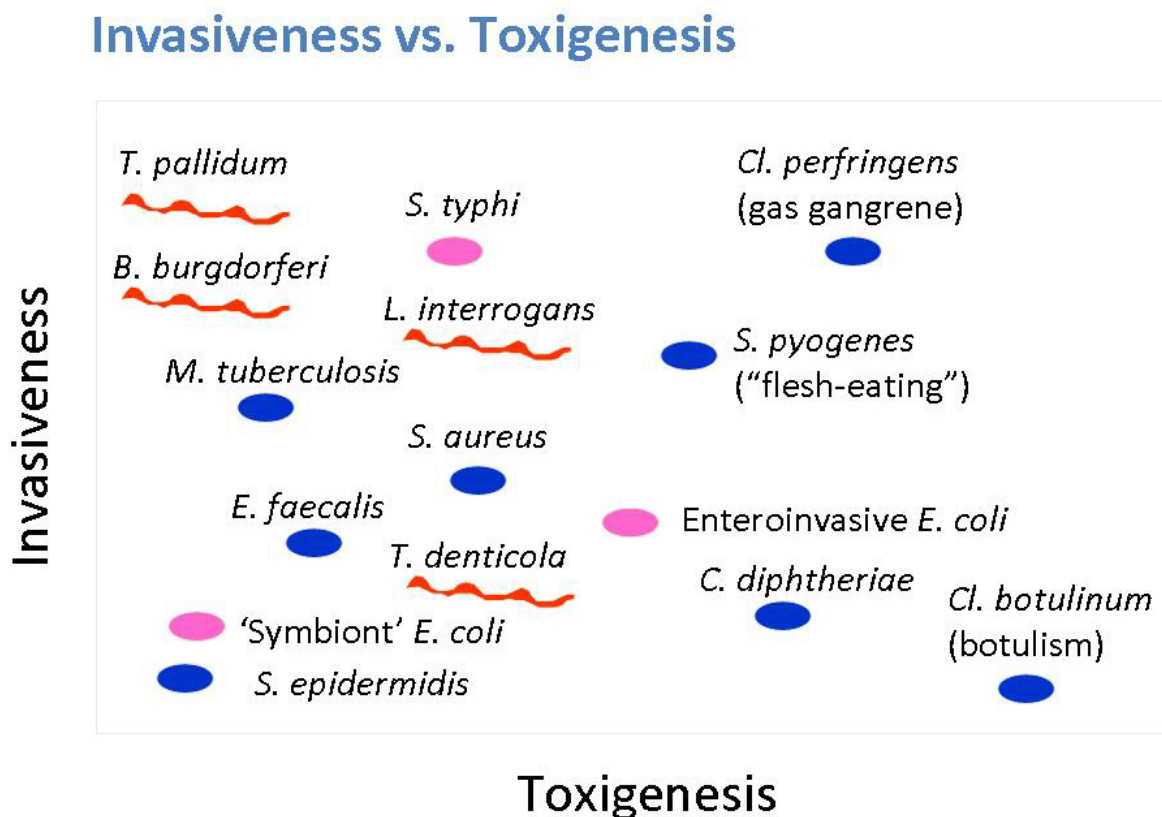 Invasiveness vs. Toxigenesis
T. pallidum
Cl. perfringens
(gas gangrene)
S. typhi
B. burgdorferi
L. interrogans
S. pyogenes
(“flesh-eating”)
M. tuberculosis
S. aureus
E. faecalis
Enteroinvasive E. coli
T. denticola
C. diphtheriae
Cl. botulinum
(botulism)
‘Symbiont’ E. coli
S. epidermidis
Invasiveness
Toxigenesis